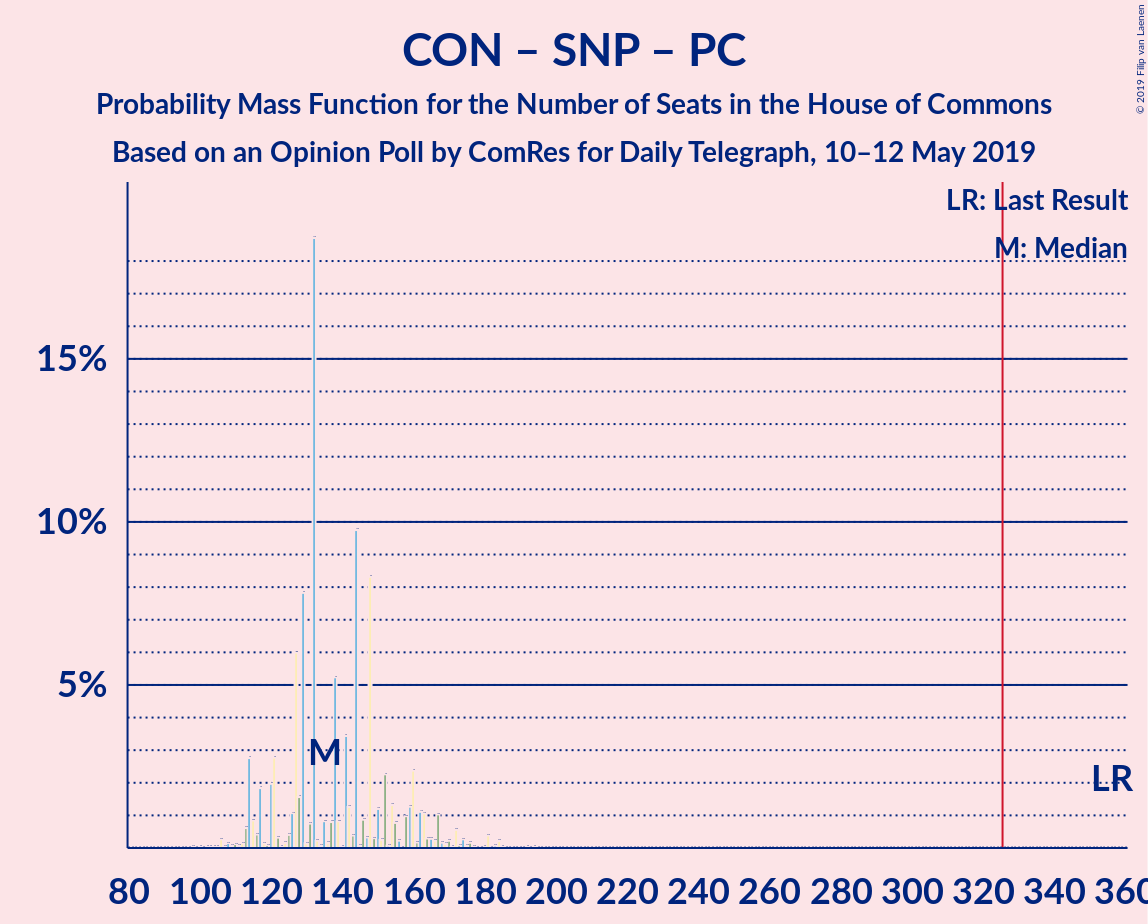 CON – SNP – PC
Probability Mass Function for the Number of Seats in the House of Commons
Based on an Opinion Poll by ComRes for Daily Telegraph, 10–12 May 2019
© 2019 Filip van Laenen
LR: Last Result
M: Median
15%
10%
5%
M
LR
80 100 120 140 160 180 200 220 240 260 280 300 320 340 360